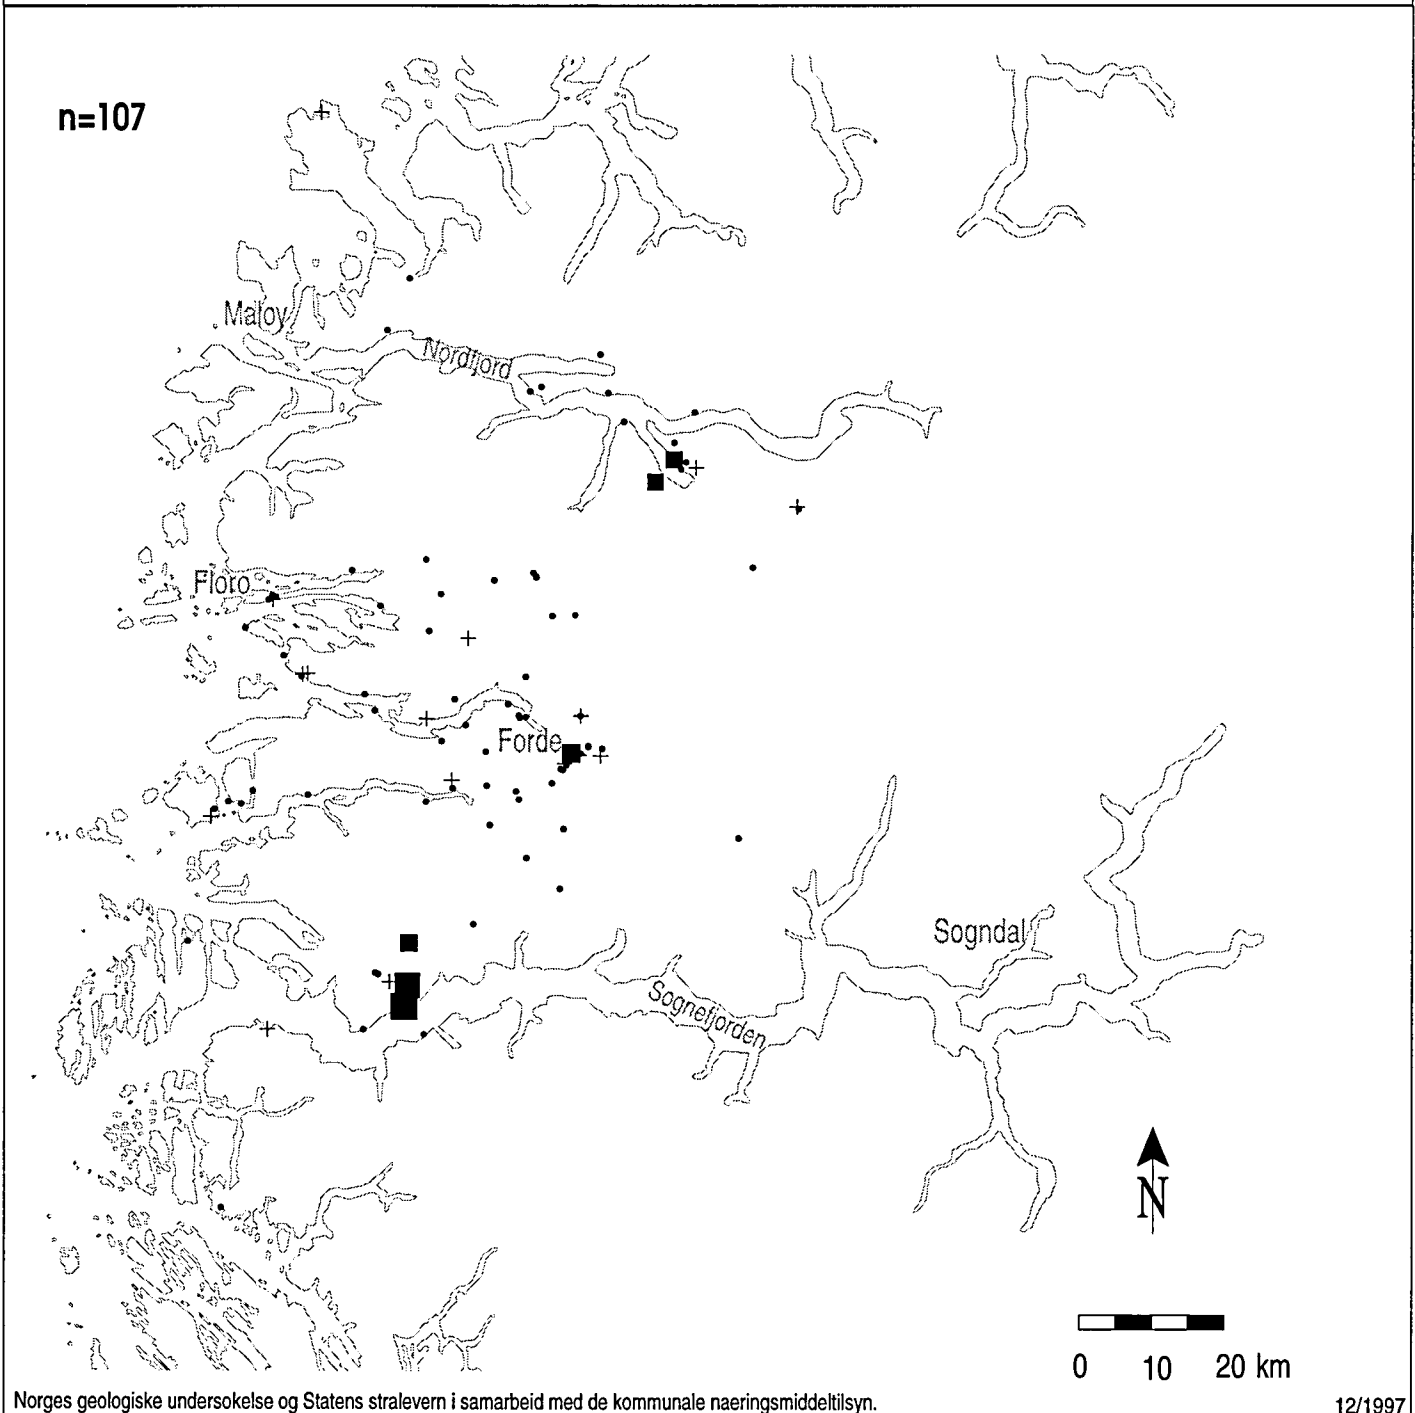 n=107
Maloy
Nordfjord
Floro
Forde
Sogndal
Sognefjorden
N
0 10 20 km
Norges geologiske undersokelse og Statens stralevern i samarbeid med de kommunale naeringsmiddeltilsyn.
12/1997